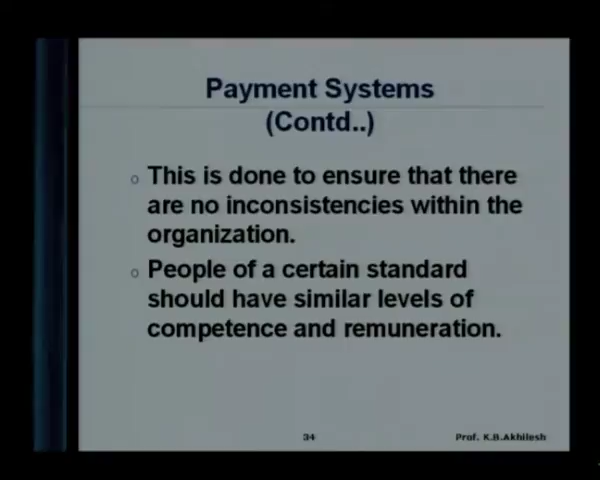 Payment Systems
(Contd..)
o This is done to ensure that there
are no inconsistencies within the
organization.
o People of a certain standard
should have similar levels of
competence and remuneration.
34
Prof. K.B.Akhilesh